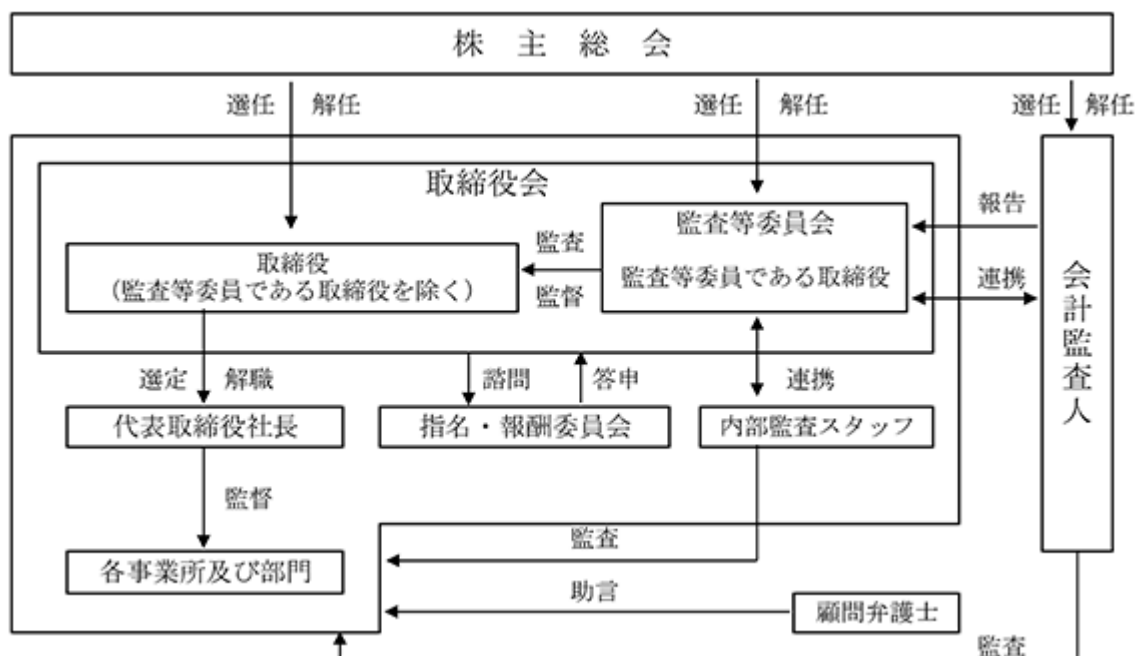 株主総会
選任 解任
選任 解任
選任 解任
取締役会
監査等委員会
監査等委員である取締役
報告
監査
監督
取締役
(監査等委員である取締役を除く)
連携
会計監査人
選定 解職
諮問
答申
連携
代表取締役社長
指名・報酬委員会
内部監査スタッフ
監督
監査
各事業所及び部門
助言
顧問弁護士
監査